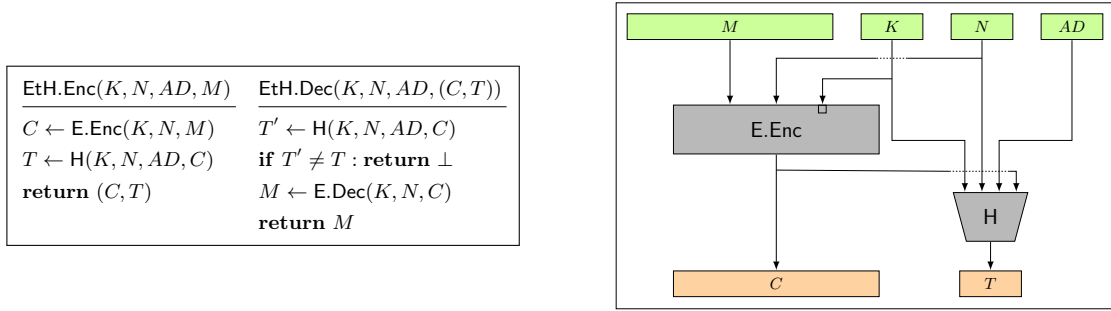 EtH.Enc(K, N, AD, M)
C ← E.Enc(K, N, M)
T ← H(K, N, AD, C)
return (C, T)
EtH.Dec(K, N, AD, (C, T))
T′ ← H(K, N, AD, C)
if T′ ≠ T : return ⊥
M ← E.Dec(K, N, C)
return M
M K N AD
E.Enc
H
C T